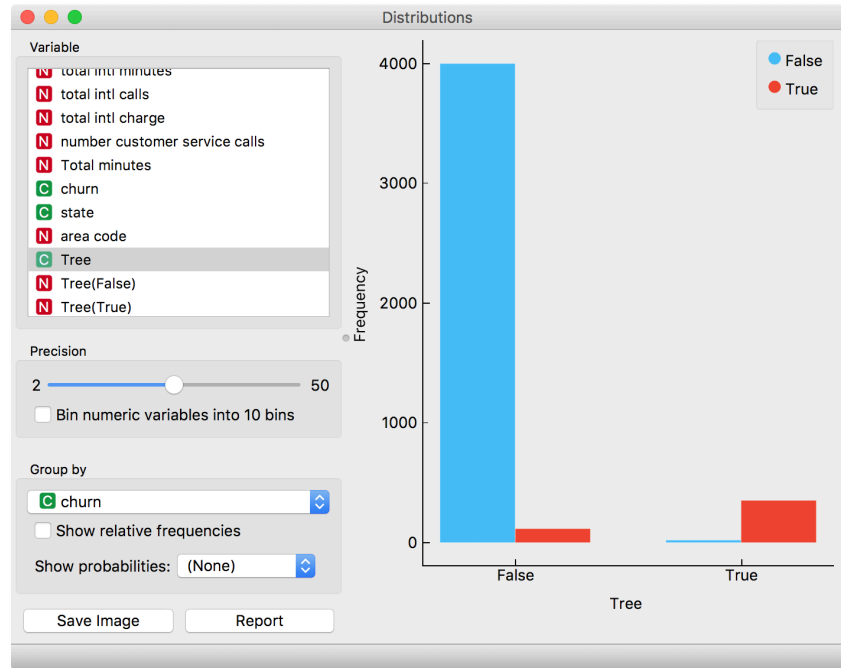 Distributions
Variable
N total intl minutes
N total intl calls
N total intl charge
N number customer service calls
N Total minutes
C churn
C state
N area code
C Tree
N Tree(False)
N Tree(True)
Precision
2 50
Bin numeric variables into 10 bins
Group by
C churn
Show relative frequencies
Show probabilities: (None)
Save Image Report
4000
3000
2000
1000
0
Frequency
False True
Tree
False
True